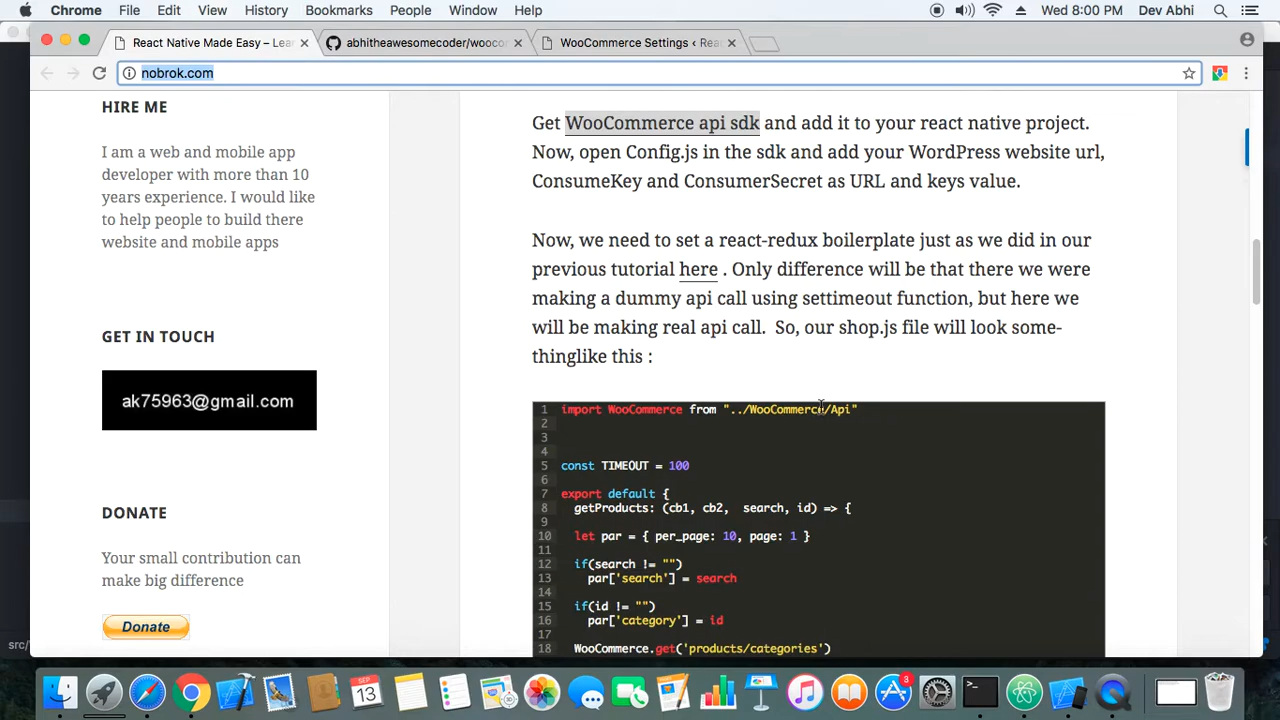 Chrome File Edit View History Bookmarks People Window Help Wed 8:00 PM Dev Abhi
React Native Made Easy – Lea abhitheawesomecoder/woocom WooCommerce Settings ‹ Rea
nobrok.com
HIRE ME
I am a web and mobile app
developer with more than 10
years experience. I would like
to help people to build there
website and mobile apps
GET IN TOUCH
ak75963@gmail.com
DONATE
Your small contribution can
make big difference
Donate
Get WooCommerce api sdk and add it to your react native project.
Now, open Config.js in the sdk and add your WordPress website url,
ConsumeKey and ConsumerSecret as URL and keys value.
Now, we need to set a react-redux boilerplate just as we did in our
previous tutorial here . Only difference will be that there we were
making a dummy api call using settimeout function, but here we
will be making real api call. So, our shop.js file will look some-
thinglike this :
1 import WooCommerce from "../WooCommerce/Api"
2
3
4
5 const TIMEOUT = 100
6
7 export default {
8 getProducts: (cb1, cb2, search, id) => {
9
10 let par = { per_page: 10, page: 1 }
11
12 if(search != "")
13 par['search'] = search
14
15 if(id != "")
16 par['category'] = id
17
18 WooCommerce.get('products/categories')
src/
SEP
13
3